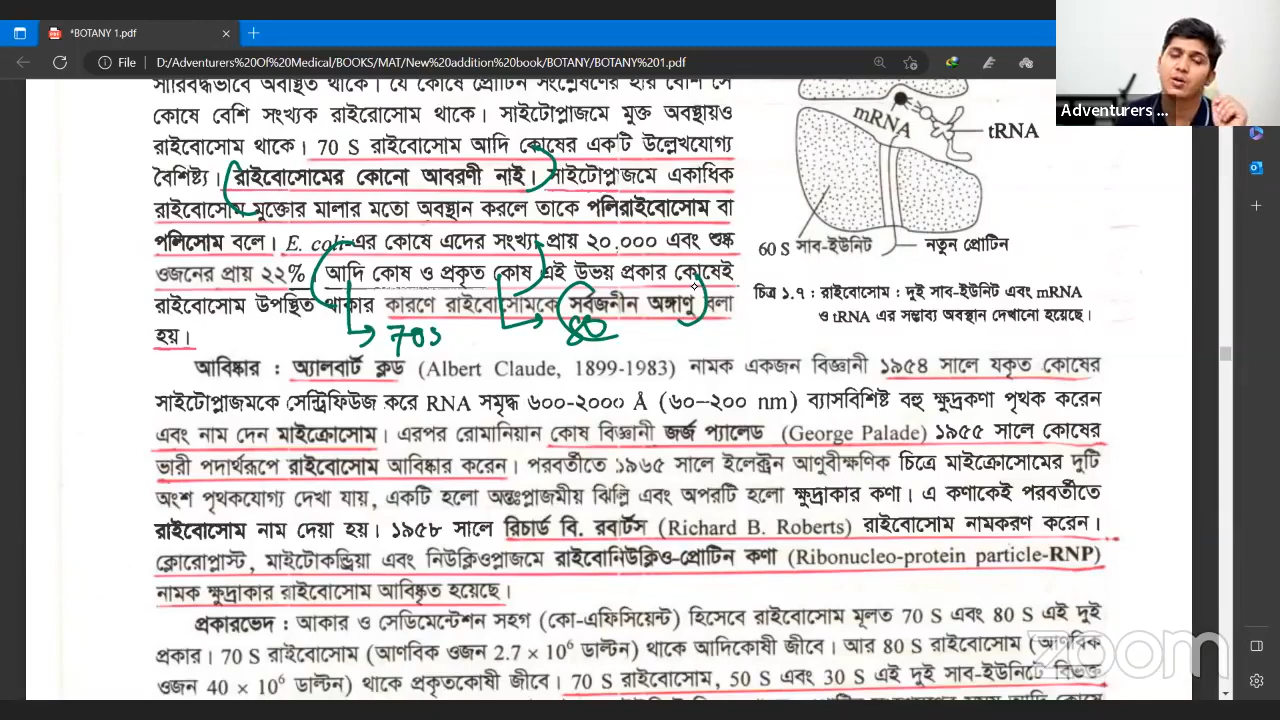 *BOTANY 1.pdf
File
D:/Adventurers%20Of%20Medical/BOOKS/MAT/New%20addition%20book/BOTANY/BOTANY%201.pdf
Adventurers ...
সারিবদ্ধভাবে অবস্থিত থাকে। যে কোষে প্রোটিন সংশ্লেষণের হার বেশি সে
কোষে বেশি সংখ্যক রাইবোসোম থাকে। সাইটোপ্লাজমে মুক্ত অবস্থায়ও
রাইবোসোম থাকে। 70 S রাইবোসোম আদি কোষের একটি উল্লেখযোগ্য
বৈশিষ্ট্য। রাইবোসোমের কোনো আবরণী নাই। সাইটোপ্লাজমে একাধিক
রাইবোসোম মুক্তোর মালার মতো অবস্থান করলে তাকে পলিরাইবোসোম বা
পলিসোম বলে। E. coli-এর কোষে এদের সংখ্যা প্রায় ২০,০০০ এবং শুষ্ক
ওজনের প্রায় ২২%। আদি কোষ ও প্রকৃত কোষ এই উভয় প্রকার কোষেই
রাইবোসোম উপস্থিত থাকার কারণে রাইবোসোমকে সর্বজনীন অঙ্গাণু বলা
হয়।
70s
80
mRNA
tRNA
60 S সাব-ইউনিট
নতুন প্রোটিন
চিত্র ১.৭ : রাইবোসোম : দুই সাব-ইউনিট এবং mRNA
ও tRNA এর সম্ভাব্য অবস্থান দেখানো হয়েছে।
আবিষ্কার : অ্যালবার্ট ক্লড (Albert Claude, 1899-1983) নামক একজন বিজ্ঞানী ১৯৫৪ সালে যকৃত কোষের
সাইটোপ্লাজমকে সেন্ট্রিফিউজ করে RNA সমৃদ্ধ ৬০০-২০০০ Å (৬০–২০০ nm) ব্যাসবিশিষ্ট বহু ক্ষুদ্রকণা পৃথক করেন
এবং নাম দেন মাইক্রোসোম। এরপর রোমানিয়ান কোষ বিজ্ঞানী জর্জ প্যালেড (George Palade) ১৯৫৫ সালে কোষের
ভারী পদার্থরূপে রাইবোসোম আবিষ্কার করেন। পরবর্তীতে ১৯৬৫ সালে ইলেক্ট্রন আণুবীক্ষণিক চিত্রে মাইক্রোসোমের দুটি
অংশ পৃথকযোগ্য দেখা যায়, একটি হলো অন্তঃপ্লাজমীয় ঝিল্লি এবং অপরটি হলো ক্ষুদ্রাকার কণা। এ কণাকেই পরবর্তীতে
রাইবোসোম নাম দেয়া হয়। ১৯৫৮ সালে রিচার্ড বি. রবার্টস (Richard B. Roberts) রাইবোসোম নামকরণ করেন।
ক্লোরোপ্লাস্ট, মাইটোকন্ড্রিয়া এবং নিউক্লিওপ্লাজমে রাইবোনিউক্লিও-প্রোটিন কণা (Ribonucleo-protein particle-RNP)
নামক ক্ষুদ্রাকার রাইবোসোম আবিষ্কৃত হয়েছে।
প্রকারভেদ : আকার ও সেডিমেন্টেশন সহগ (কো-এফিসিয়েন্ট) হিসেবে রাইবোসোম মূলত 70 S এবং 80 S এই দুই
প্রকার। 70 S রাইবোসোম (আণবিক ওজন 2.7 × 10⁶ ডাল্টন) থাকে আদিকোষী জীবে। আর 80 S রাইবোসোম (আণবিক
ওজন 40 × 10⁶ ডাল্টন) থাকে প্রকৃতকোষী জীবে। 70 S রাইবোসোম, 50 S এবং 30 S এই দুই সাব-ইউনিটে বিভক্ত
zoom